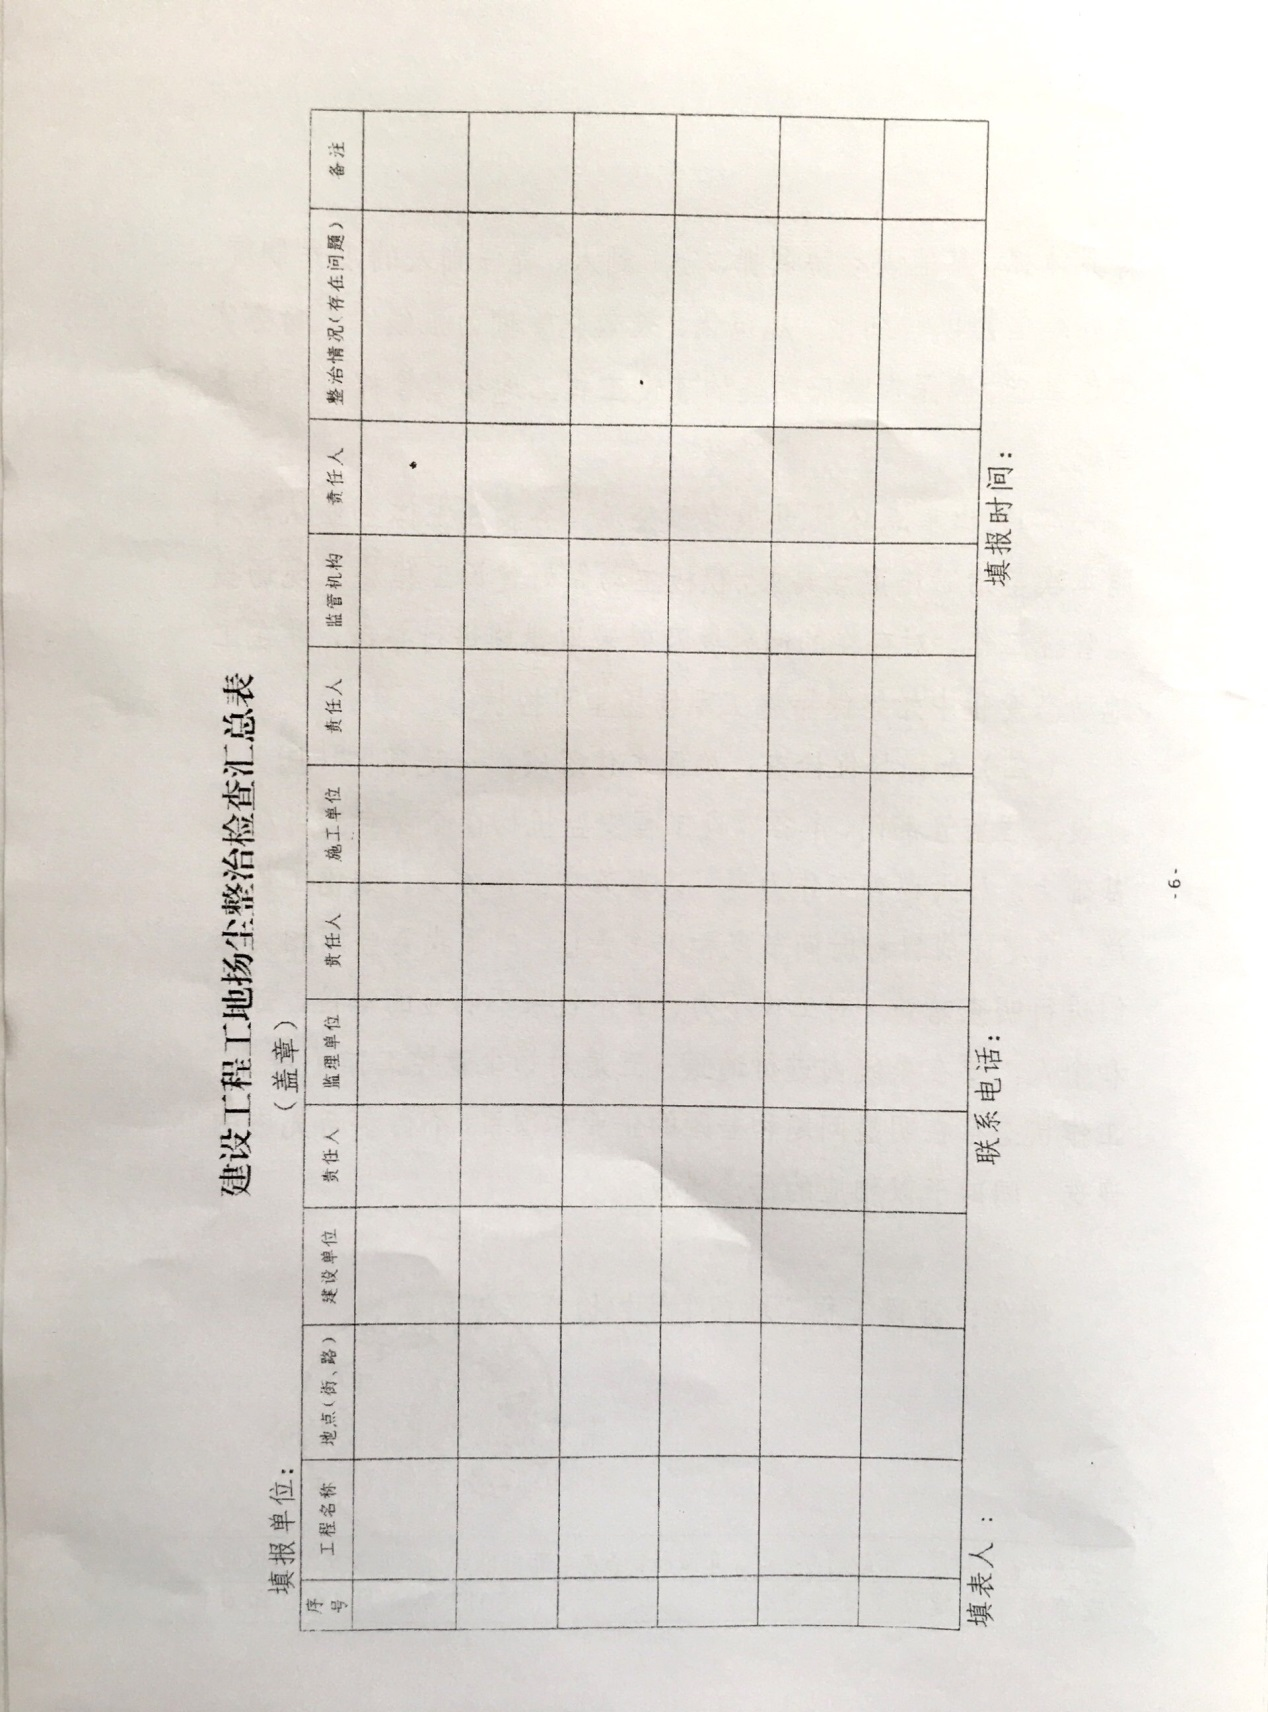 建设工程工地扬尘整治检查汇总表
填报单位: (盖章)
序号 工程名称 地点(街、路) 建设单位 责任人 监理单位 责任人 施工单位 责任人 监管机构 责任人 整治情况(存在问题) 备注
填表人 : 联系电话: 填报时间:
-6-